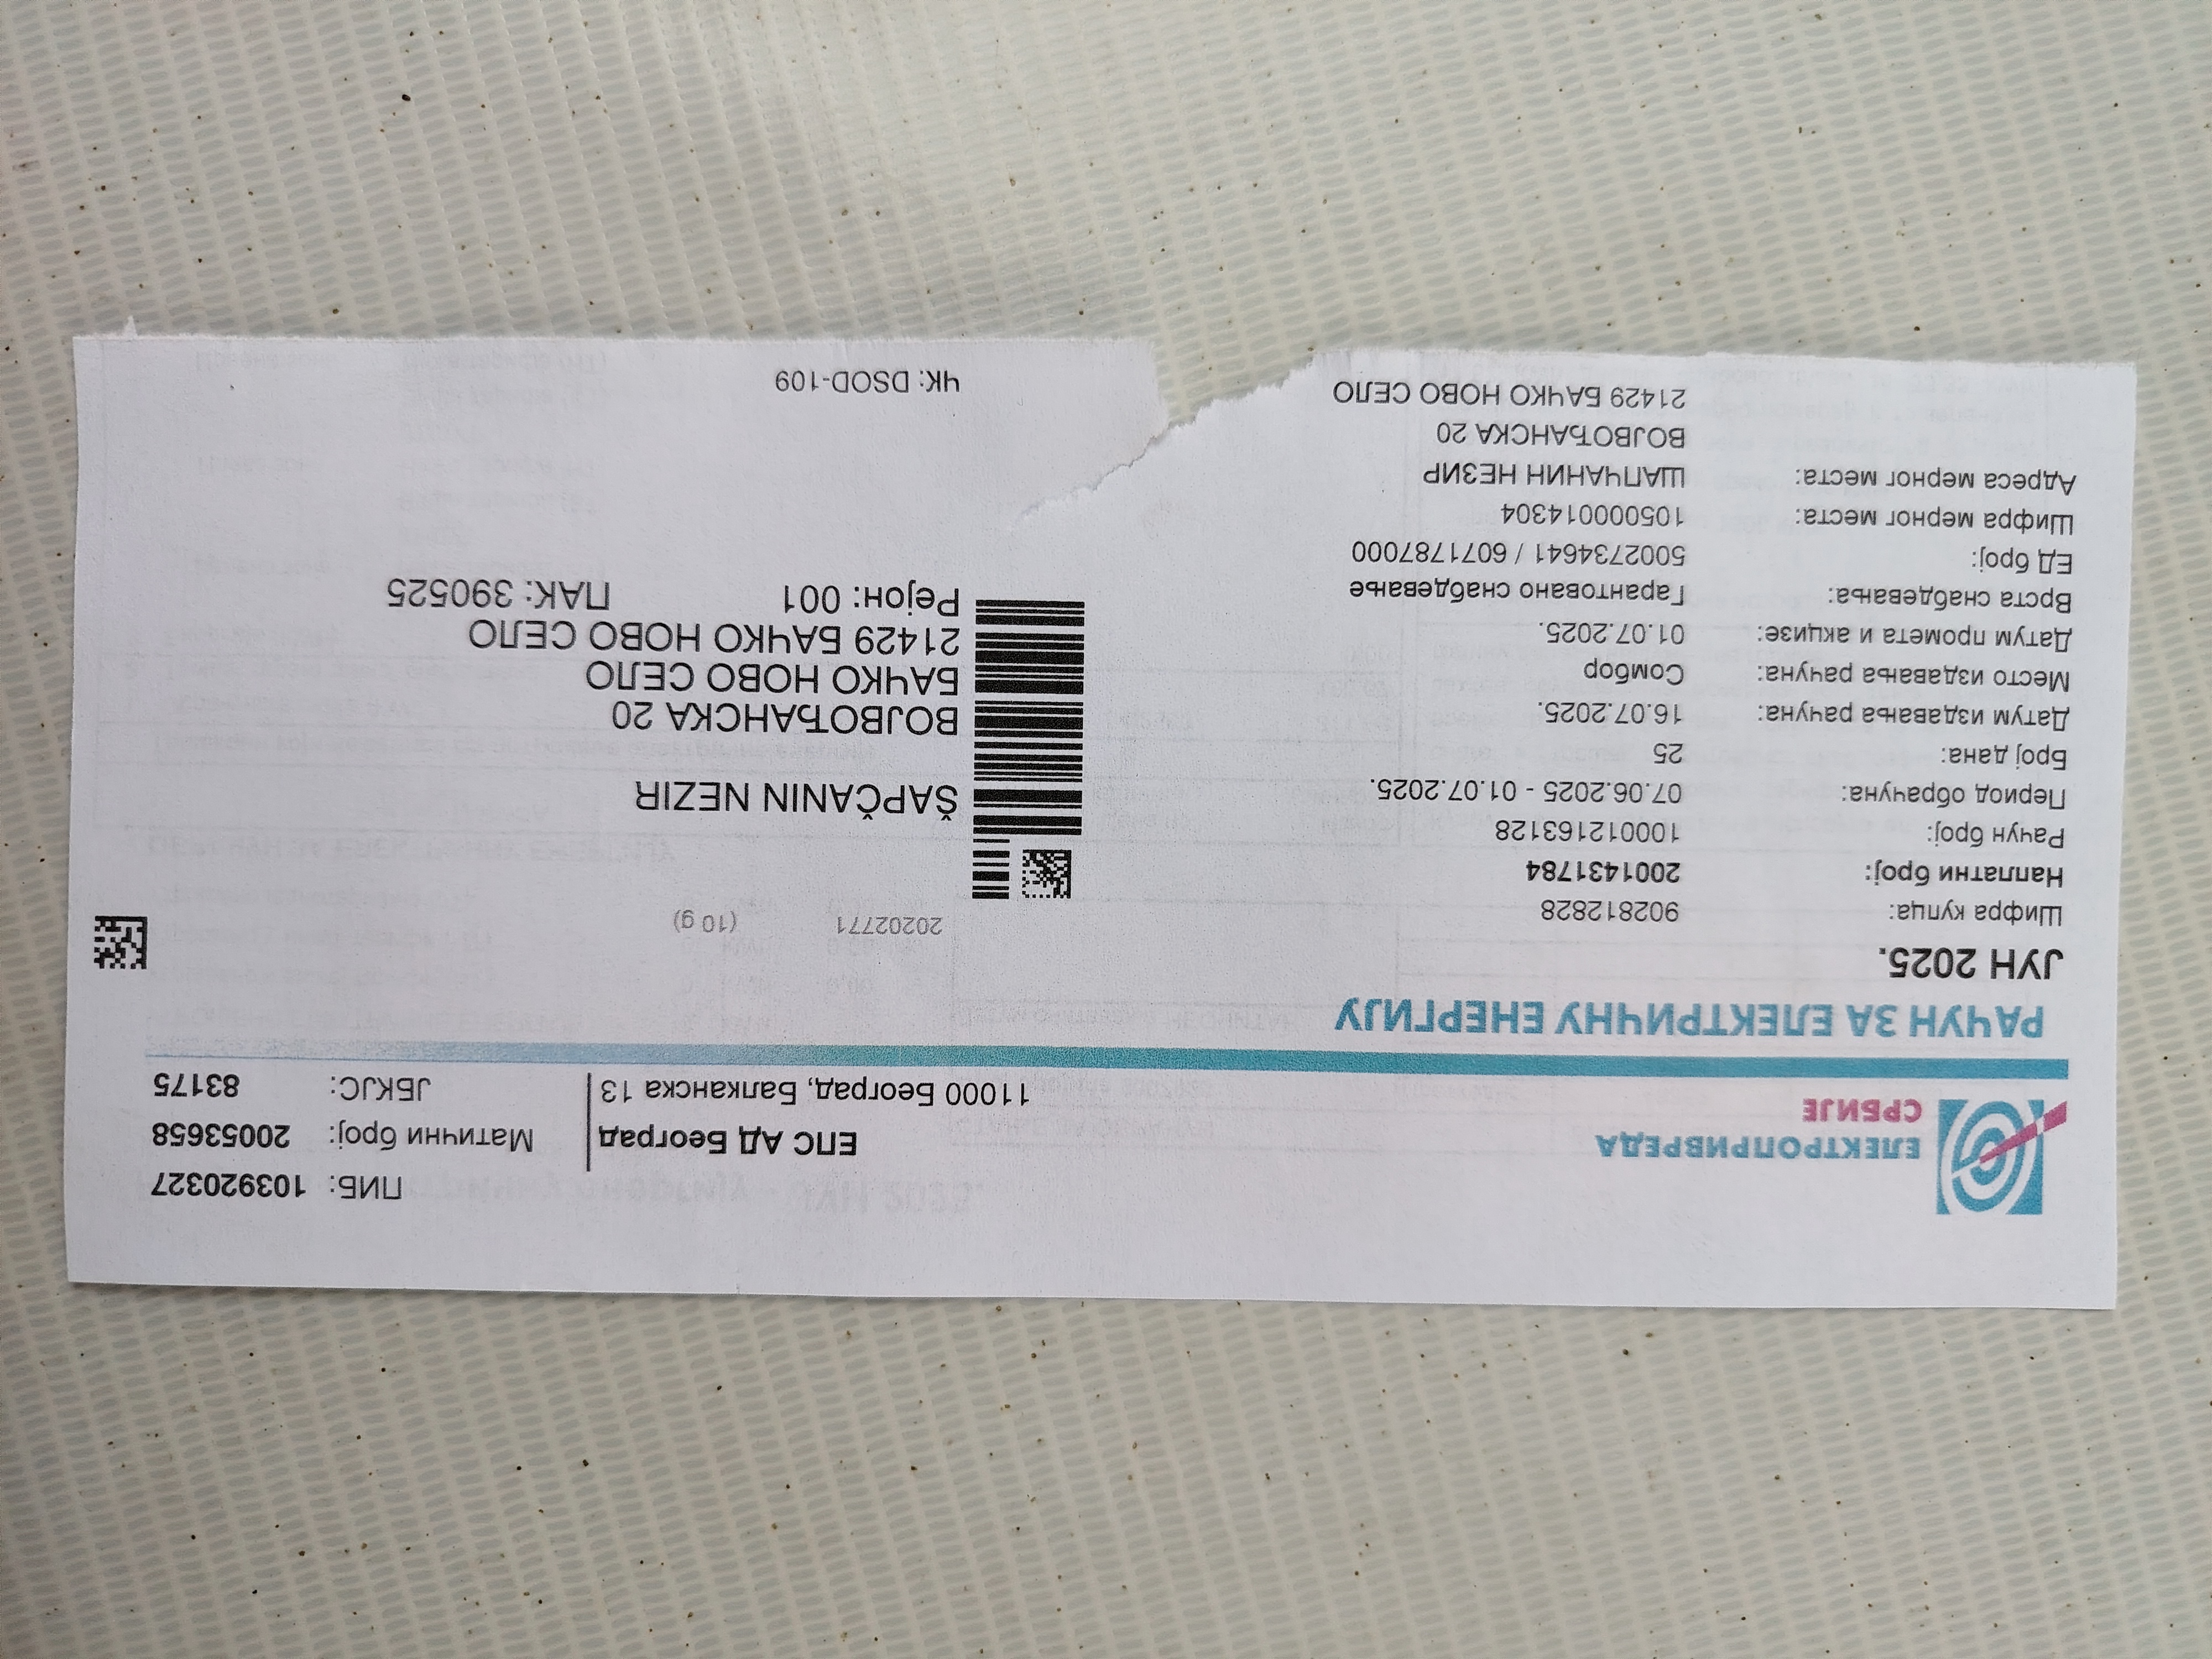 ЕЛЕКТРОПРИВРЕДА
СРБИЈЕ
ЕПС АД Београд
11000 Београд, Балканска 13
ПИБ: 103920327
Матични број: 20053658
ЈБКЈС: 83175
РАЧУН ЗА ЕЛЕКТРИЧНУ ЕНЕРГИЈУ
ЈУН 2025.
Шифра купца: 902812828
Наплатни број: 2001431784
Рачун број: 100012163128
Период обрачуна: 07.06.2025 - 01.07.2025.
Број дана: 25
Датум издавања рачуна: 16.07.2025.
Место издавања рачуна: Сомбор
Датум промета и акцизе: 01.07.2025.
Врста снабдевања: Гарантовано снабдевање
ЕД број: 5002734641 / 6071787000
Шифра мерног места: 10500014304
Адреса мерног места: ШАПЧАНИН НЕЗИР
ВОЈВОЂАНСКА 20
21429 БАЧКО НОВО СЕЛО
20202771 (10 g)
ŠAPČANIN NEZIR
ВОЈВОЂАНСКА 20
БАЧКО НОВО СЕЛО
21429 БАЧКО НОВО СЕЛО
Рејон: 001 ПАК: 390525
ЧК: DSOD-109